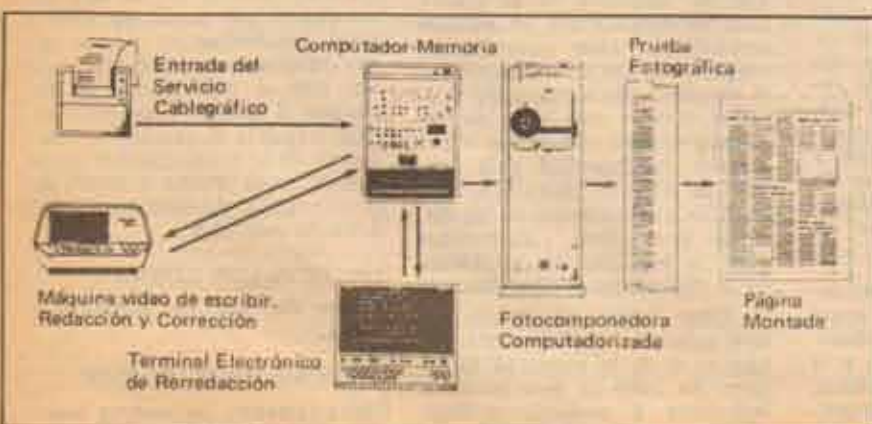 Entrada del
Servicio
Cablegráfico
Computador-Memoria
Prueba
Fotográfica
Máquina video de escribir.
Redacción y Corrección
Terminal Electrónico
de Rerredacción
Fotocomponedora
Computadorizada
Página
Montada